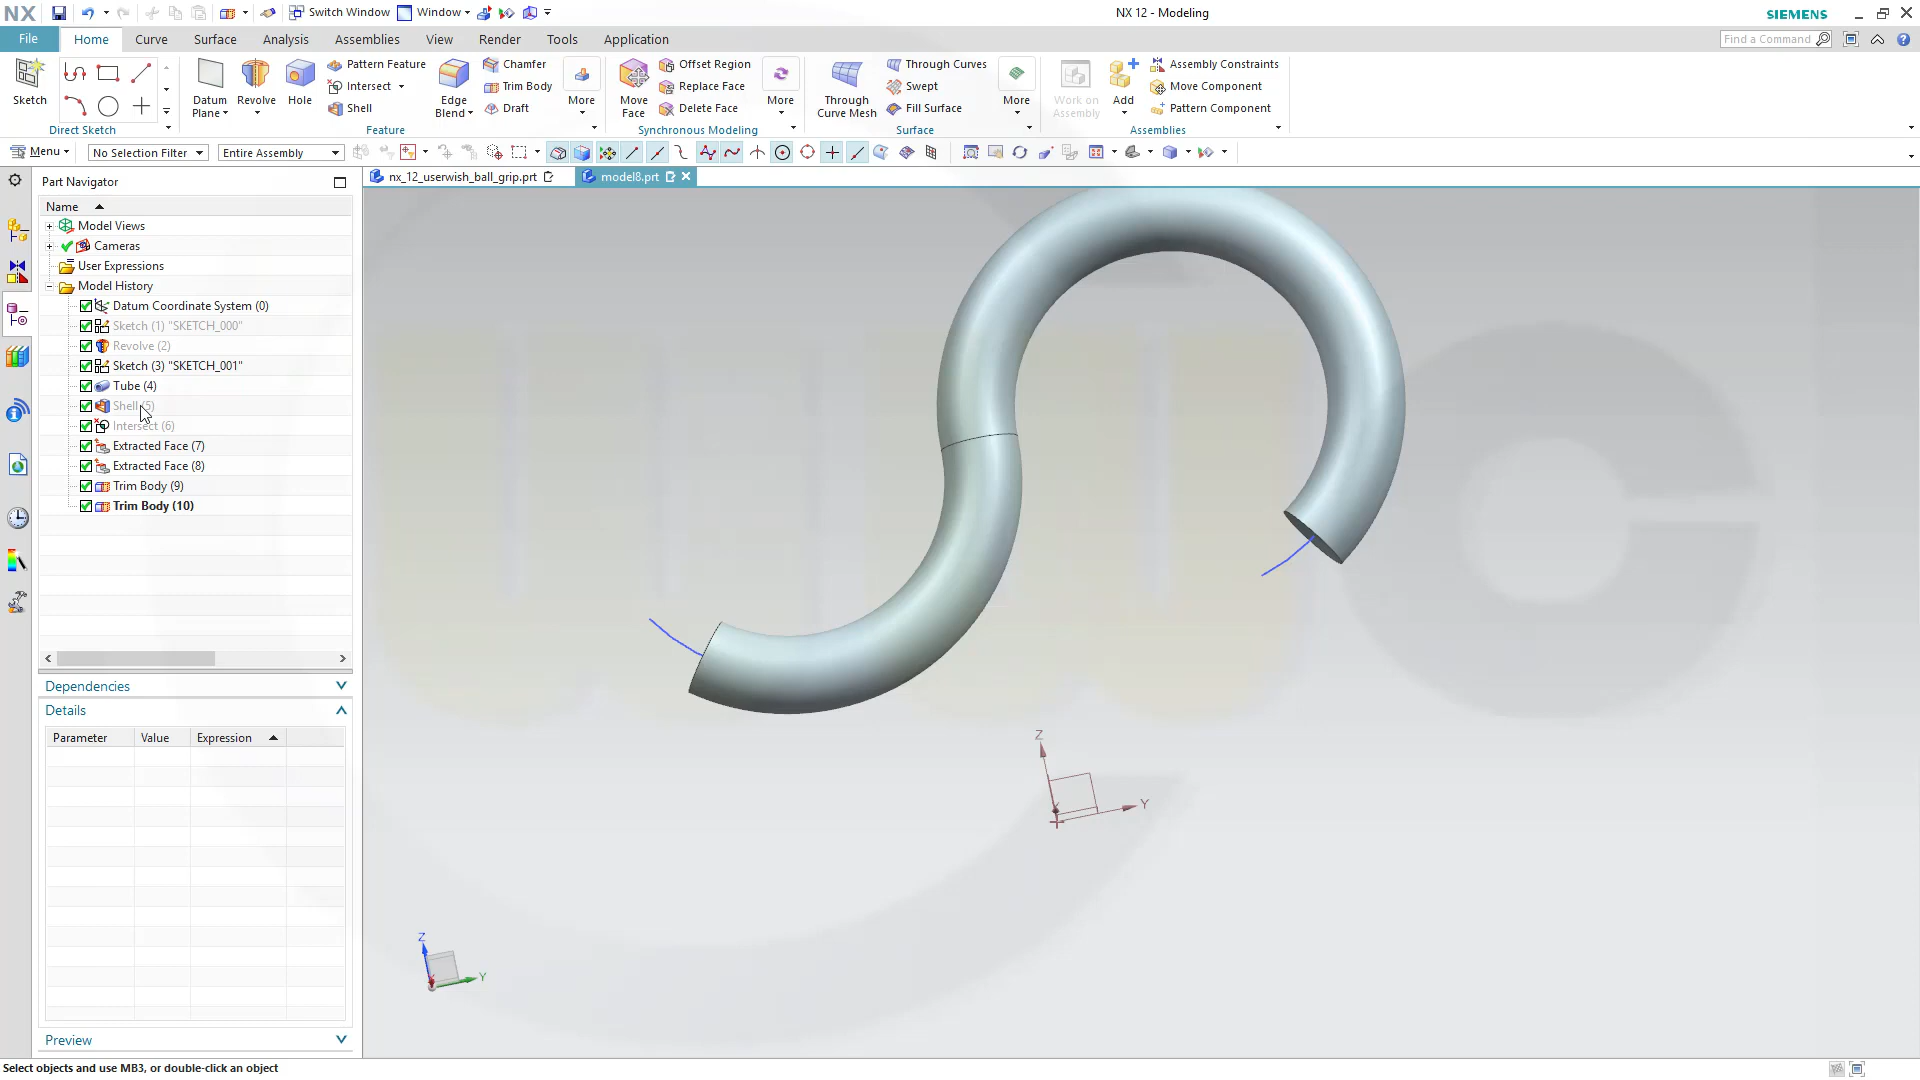 NX
Switch Window
Window
NX 12 - Modeling
SIEMENS
File
Home
Curve
Surface
Analysis
Assemblies
View
Render
Tools
Application
Find a Command
Sketch
Direct Sketch
Datum Plane
Revolve
Hole
Pattern Feature
Intersect
Shell
Edge Blend
Chamfer
Trim Body
Draft
More
Feature
Move Face
Offset Region
Replace Face
Delete Face
More
Synchronous Modeling
Through Curve Mesh
Through Curves
Swept
Fill Surface
More
Surface
Work on Assembly
Add
Assembly Constraints
Move Component
Pattern Component
Assemblies
Menu
No Selection Filter
Entire Assembly
Part Navigator
nx_12_userwish_ball_grip.prt
model8.prt
Name
Model Views
Cameras
User Expressions
Model History
Datum Coordinate System (0)
Sketch (1) "SKETCH_000"
Revolve (2)
Sketch (3) "SKETCH_001"
Tube (4)
Shell (5)
Intersect (6)
Extracted Face (7)
Extracted Face (8)
Trim Body (9)
Trim Body (10)
Dependencies
Details
Parameter Value Expression
Preview
Z
Y
Z
Y
Select objects and use MB3, or double-click an object